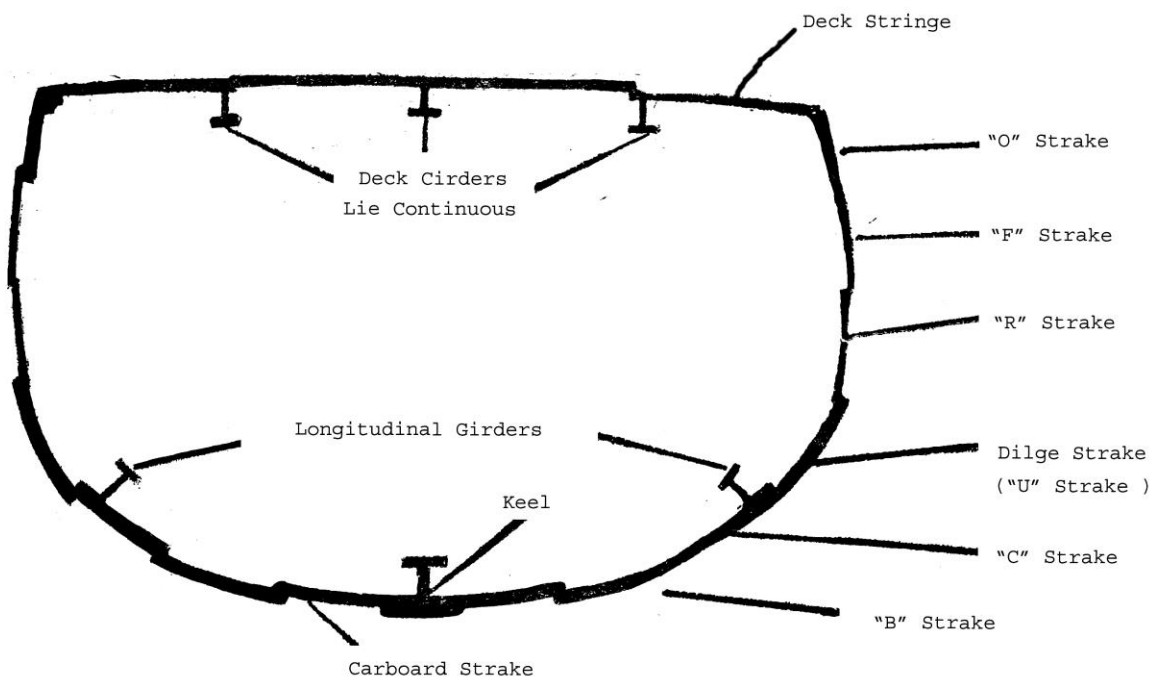 Deck Stringe
"O" Strake
Deck Cirders
Lie Continuous
"F" Strake
"R" Strake
Longitudinal Girders
Dilge Strake
("U" Strake )
Keel
"C" Strake
"B" Strake
Carboard Strake